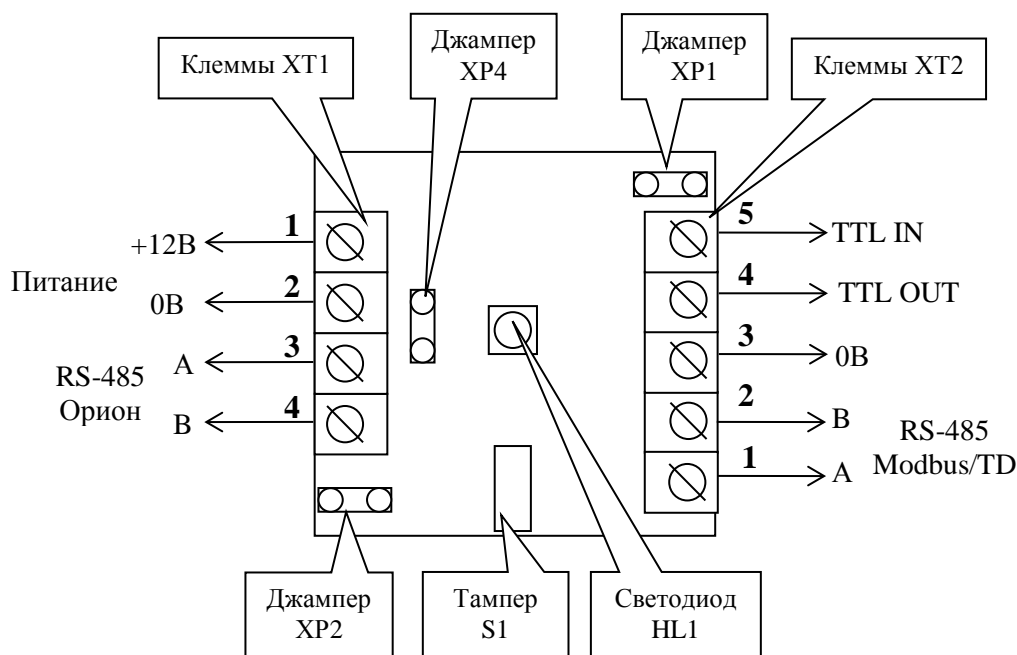 Клеммы XT1
Джампер
XP4
Джампер
XP1
Клеммы XT2
Питание
+12В
1
0В
2
RS-485
Орион
A
3
B
4
5
TTL IN
4
TTL OUT
3
0В
2
B
1
A
RS-485
Modbus/TD
Джампер
XP2
Тампер
S1
Светодиод
HL1